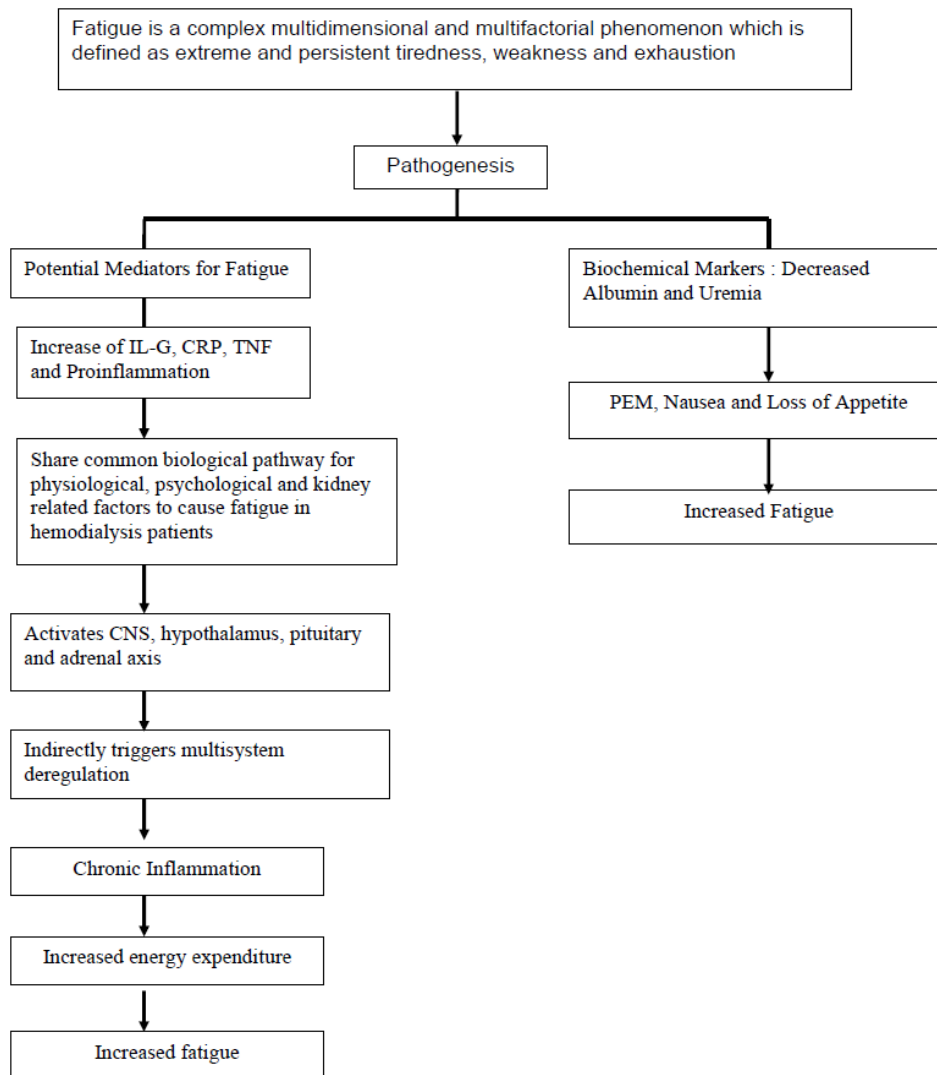 Fatigue is a complex multidimensional and multifactorial phenomenon which is
defined as extreme and persistent tiredness, weakness and exhaustion
Pathogenesis
Potential Mediators for Fatigue
Increase of IL-G, CRP, TNF
and Proinflammation
Share common biological pathway for
physiological, psychological and kidney
related factors to cause fatigue in
hemodialysis patients
Activates CNS, hypothalamus, pituitary
and adrenal axis
Indirectly triggers multisystem
deregulation
Chronic Inflammation
Increased energy expenditure
Increased fatigue
Biochemical Markers : Decreased
Albumin and Uremia
PEM, Nausea and Loss of Appetite
Increased Fatigue